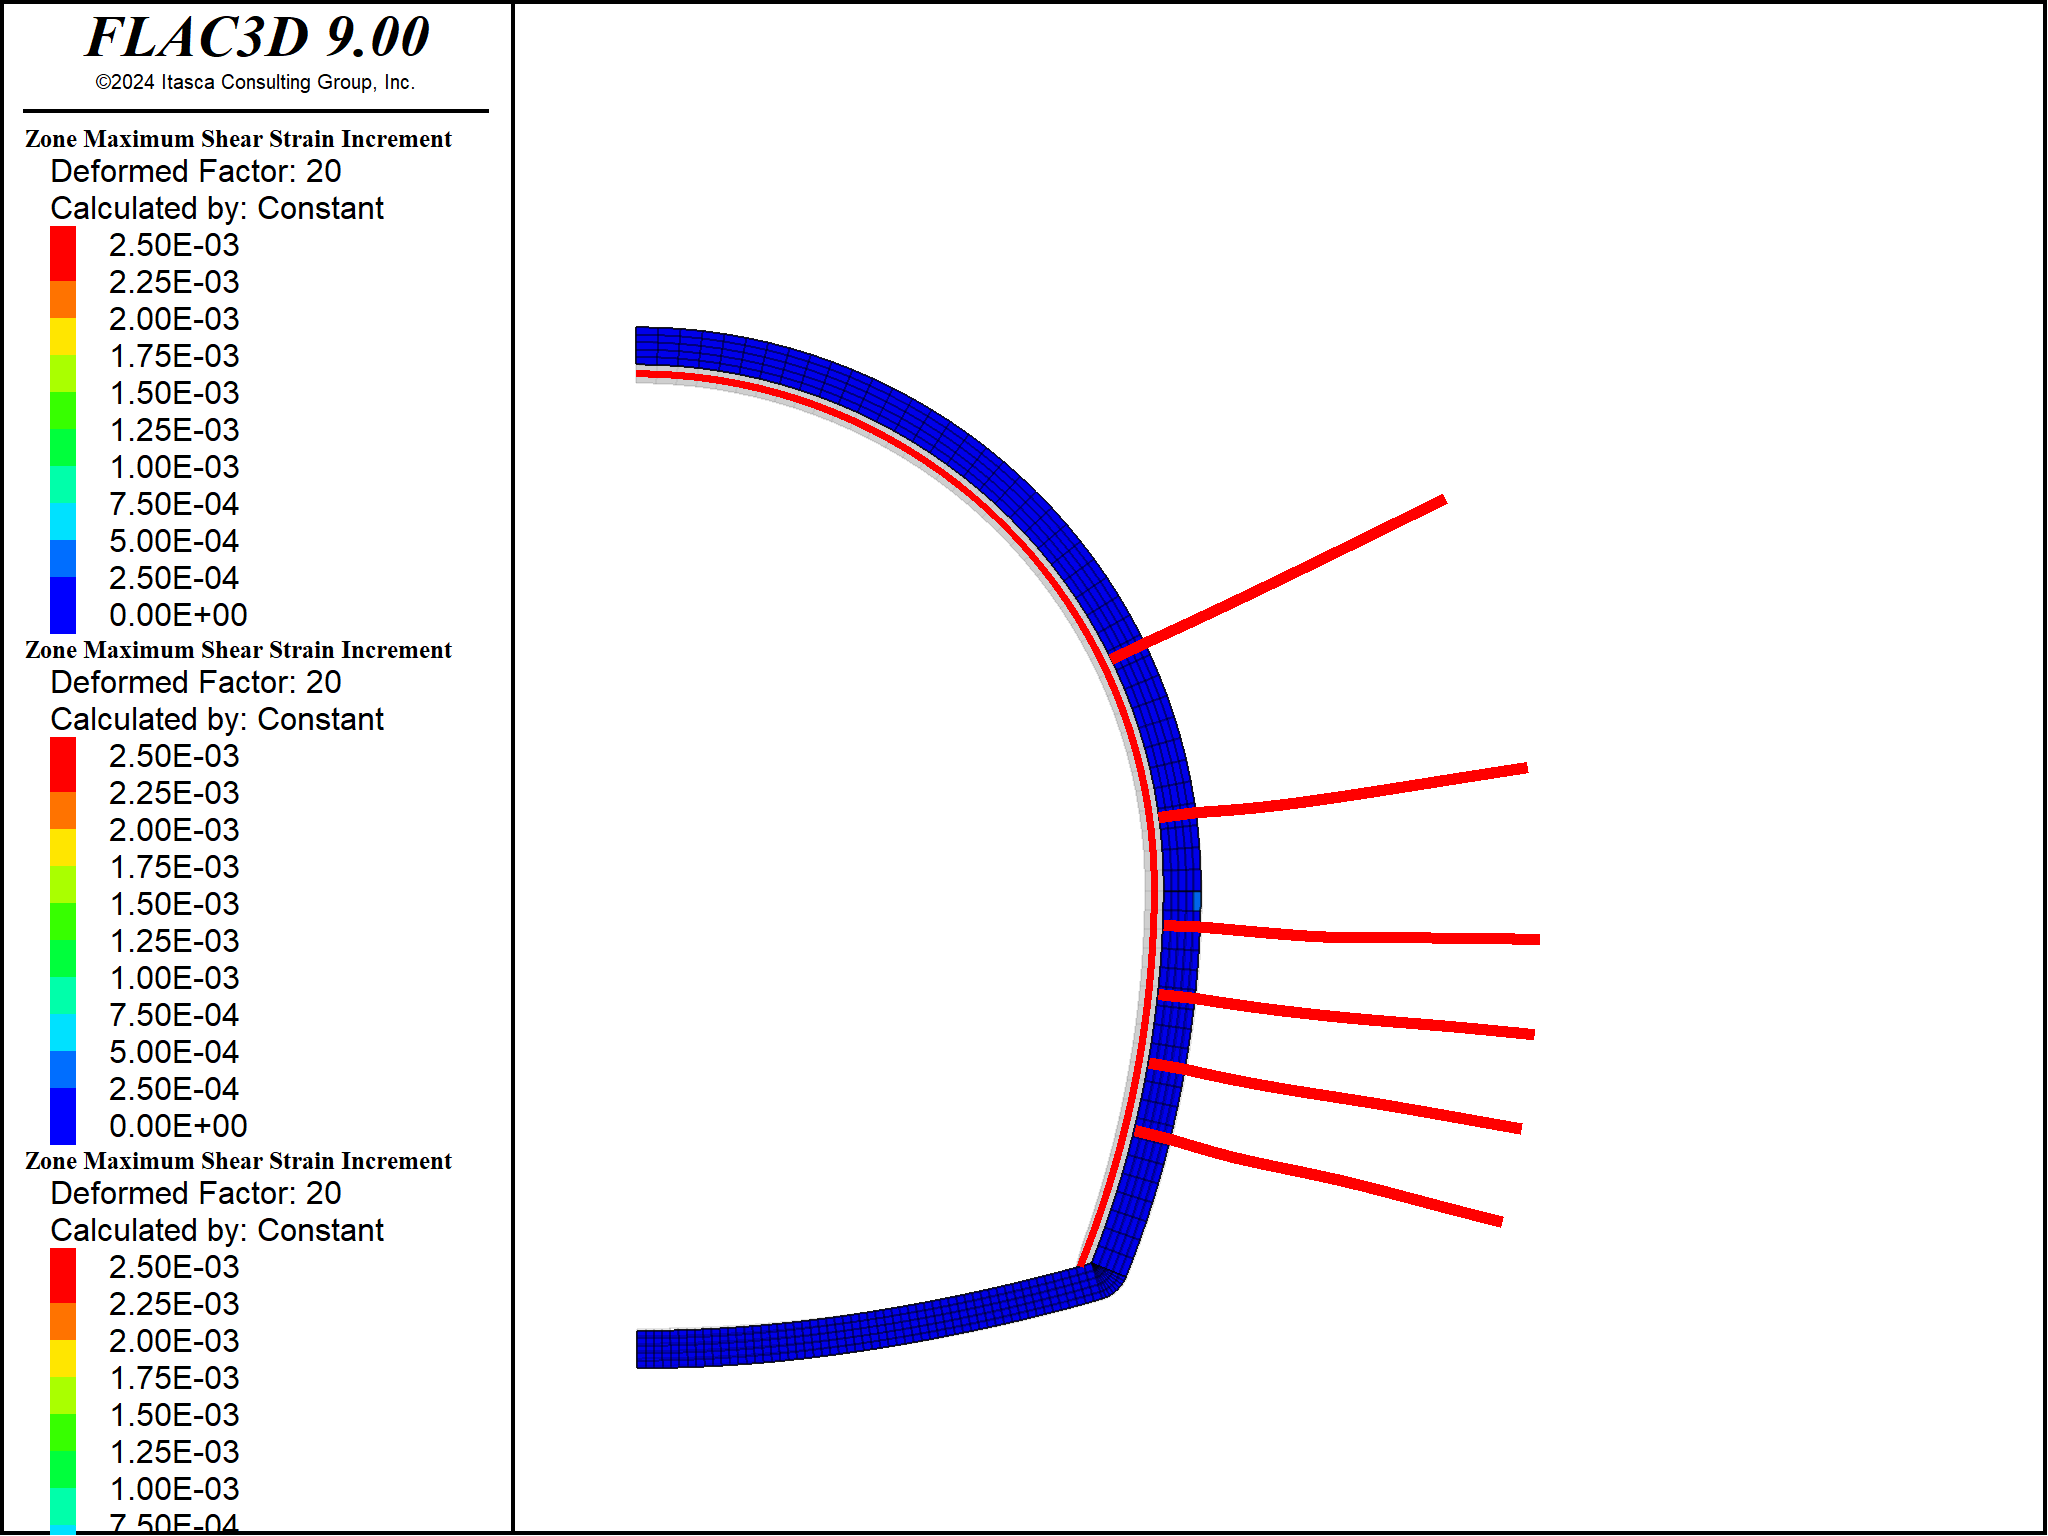 FLAC3D 9.00
©2024 Itasca Consulting Group, Inc.
Zone Maximum Shear Strain Increment
Deformed Factor: 20
Calculated by: Constant
2.50E-03
2.25E-03
2.00E-03
1.75E-03
1.50E-03
1.25E-03
1.00E-03
7.50E-04
5.00E-04
2.50E-04
0.00E+00
Zone Maximum Shear Strain Increment
Deformed Factor: 20
Calculated by: Constant
2.50E-03
2.25E-03
2.00E-03
1.75E-03
1.50E-03
1.25E-03
1.00E-03
7.50E-04
5.00E-04
2.50E-04
0.00E+00
Zone Maximum Shear Strain Increment
Deformed Factor: 20
Calculated by: Constant
2.50E-03
2.25E-03
2.00E-03
1.75E-03
1.50E-03
1.25E-03
1.00E-03
7.50E-04